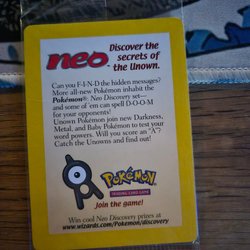 neo Discover the
secrets of
the Unown.
Can you F-I-N-D the hidden messages?
More all-new Pokémon inhabit the
Pokémon®: Neo Discovery set—
and some of 'em can spell D-O-O-M
for your opponents!
Unown Pokémon join new Darkness,
Metal, and Baby Pokémon to test your
word powers. Will you score an "A"?
Catch the Unowns and find out!
Pokémon
TRADING CARD GAME
Join the game!
Win cool Neo Discovery prizes at
www.wizards.com/Pokemon/discovery